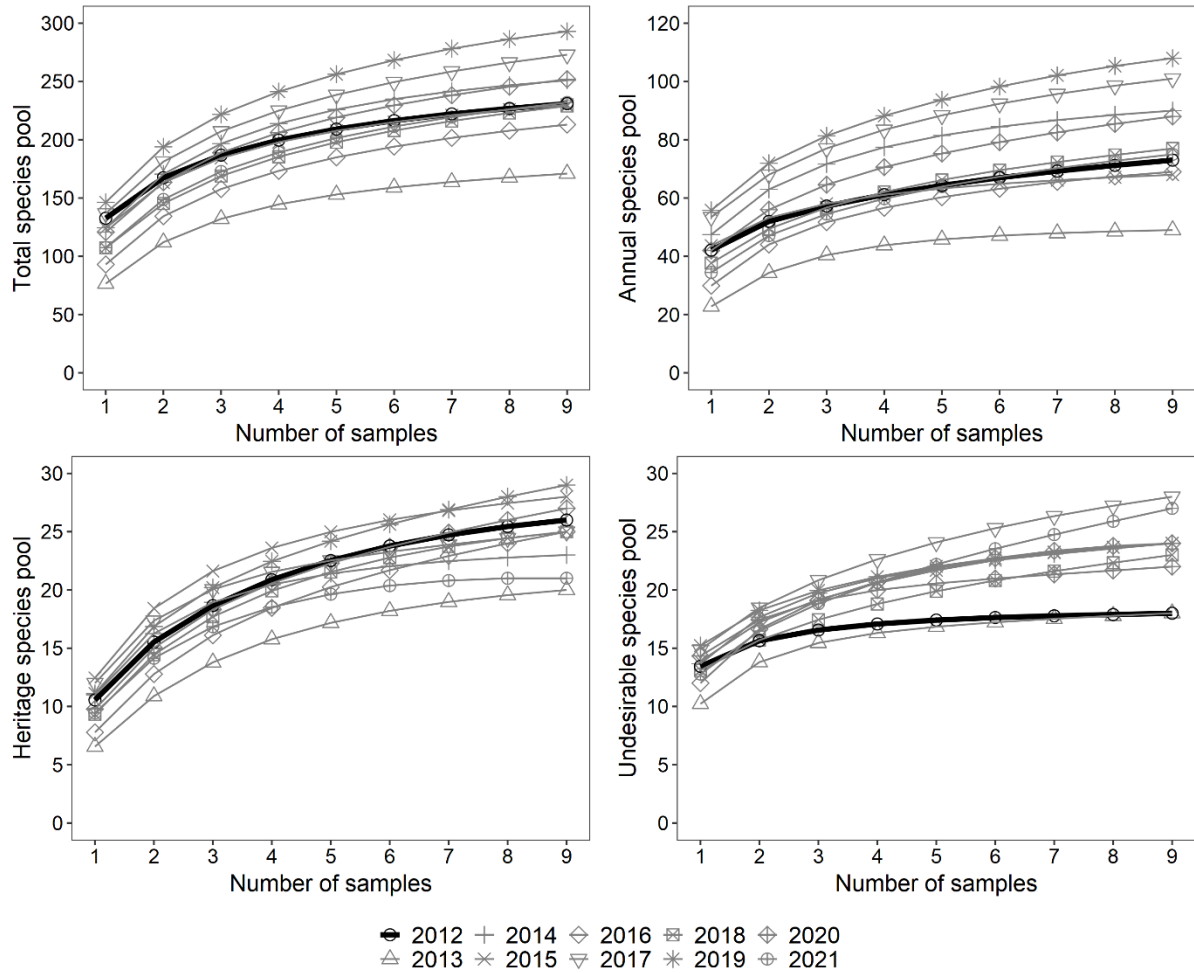 300
250
200
150
100
50
0
Total species pool
1 2 3 4 5 6 7 8 9
Number of samples
120
100
80
60
40
20
0
Annual species pool
1 2 3 4 5 6 7 8 9
Number of samples
30
25
20
15
10
5
0
Heritage species pool
1 2 3 4 5 6 7 8 9
Number of samples
30
25
20
15
10
5
0
Undesirable species pool
1 2 3 4 5 6 7 8 9
Number of samples
2012 2014 2016 2018 2020
2013 2015 2017 2019 2021